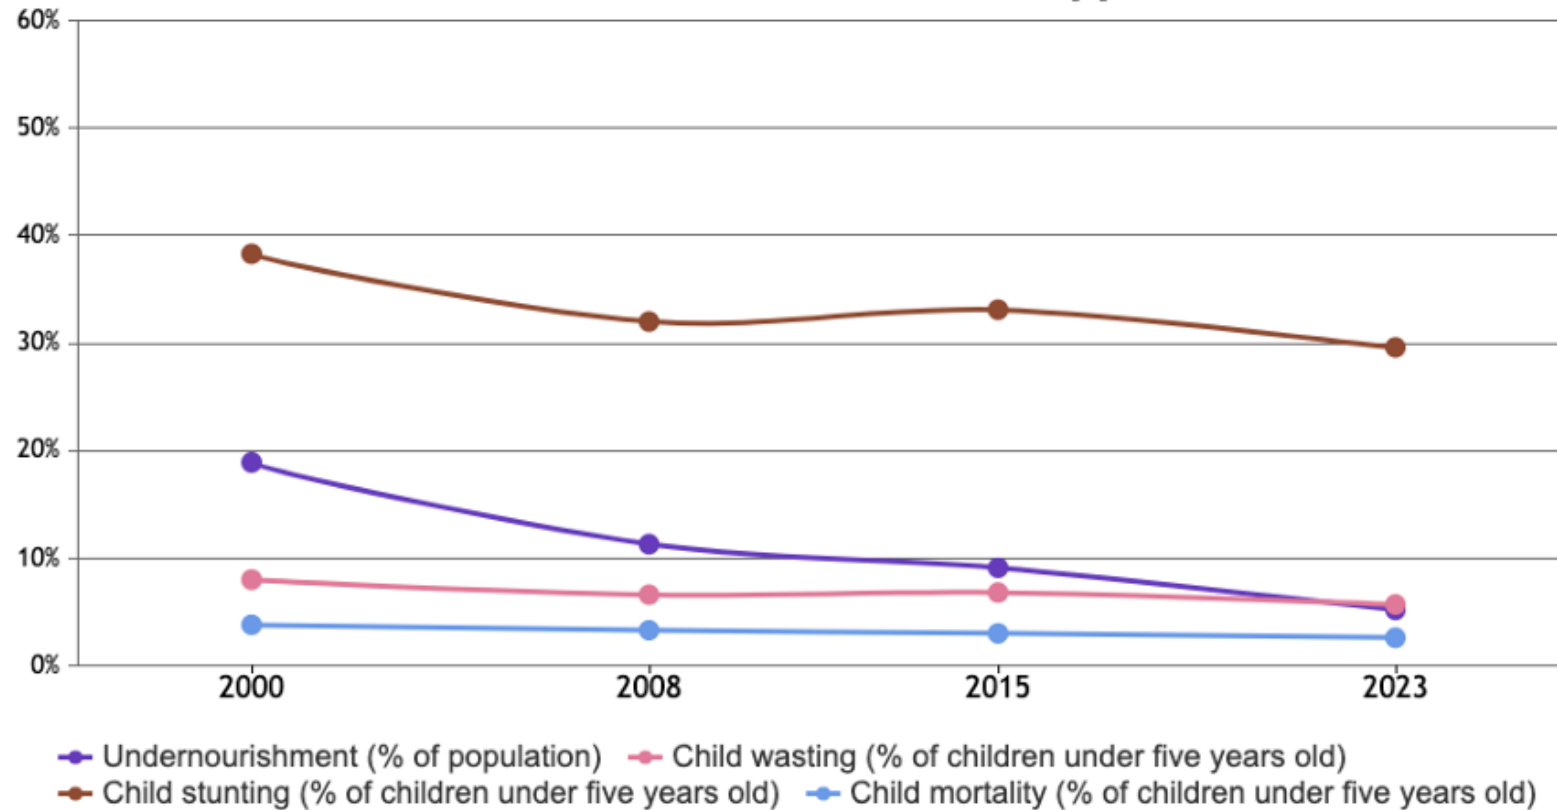 60%
50%
40%
30%
20%
10%
0%
2000 2008 2015 2023
Undernourishment (% of population) Child wasting (% of children under five years old)
Child stunting (% of children under five years old) Child mortality (% of children under five years old)